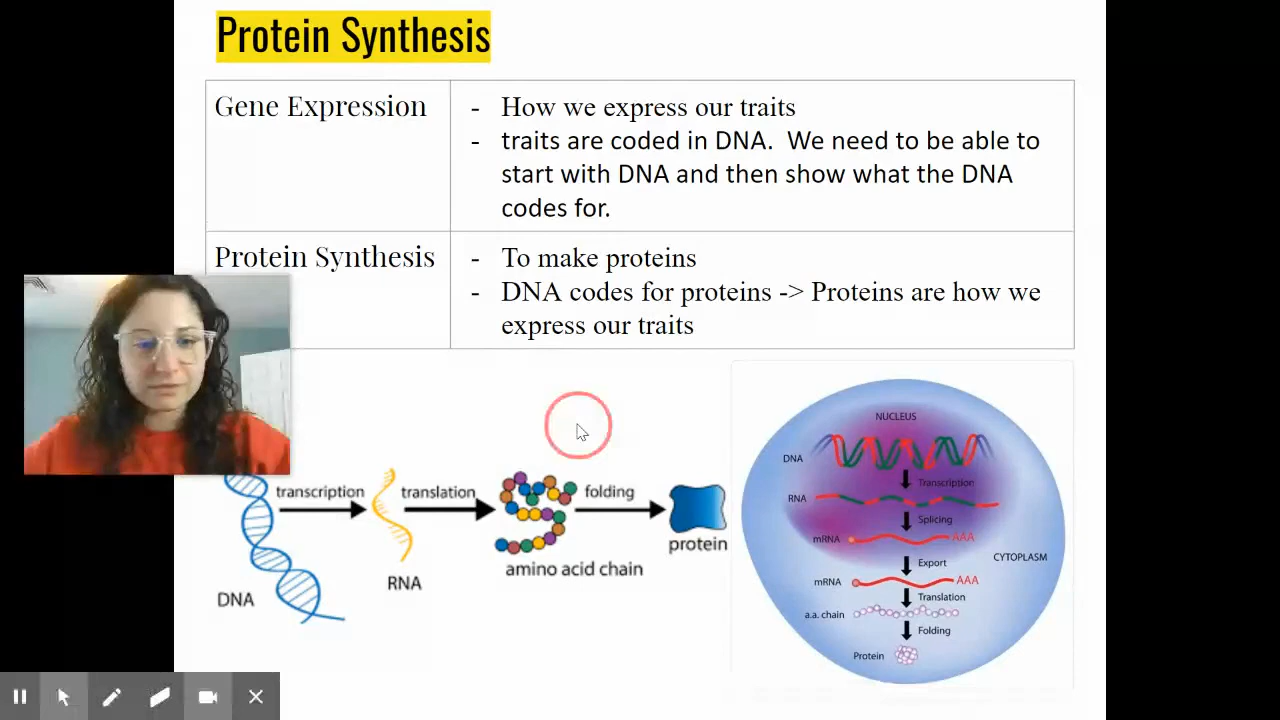 Protein Synthesis
Gene Expression
- How we express our traits
- traits are coded in DNA. We need to be able to
start with DNA and then show what the DNA
codes for.
Protein Synthesis
- To make proteins
- DNA codes for proteins -> Proteins are how we
express our traits
transcription
translation
folding
DNA
RNA
amino acid chain
protein
NUCLEUS
DNA
Transcription
RNA
Splicing
mRNA
AAA
CYTOPLASM
Export
mRNA
AAA
Translation
a.a. chain
Folding
Protein